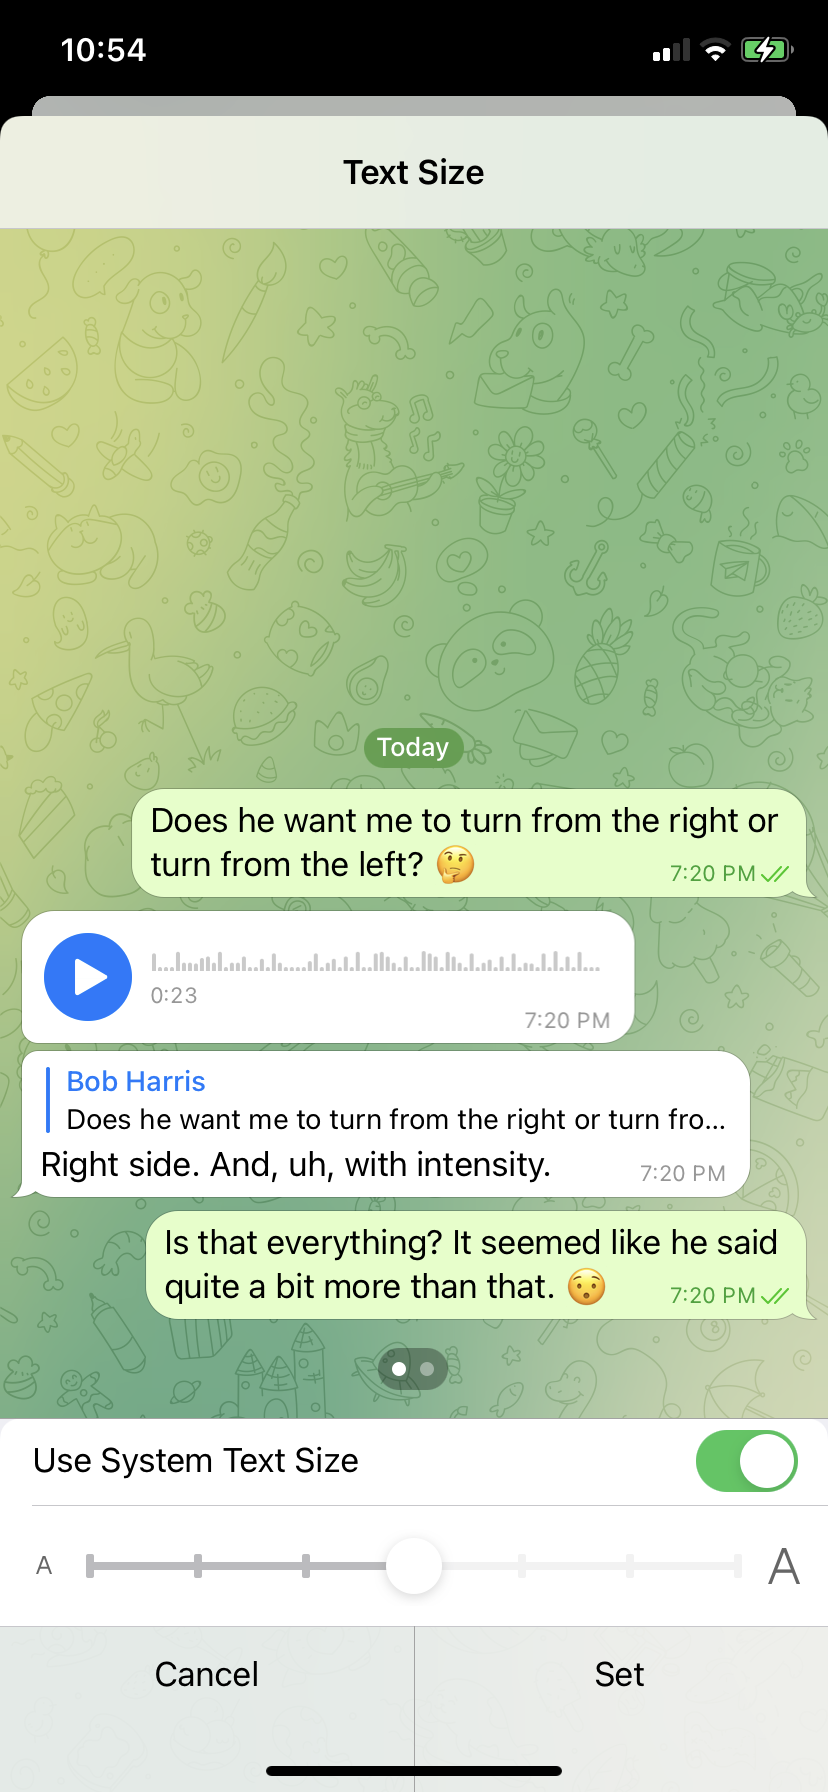 10:54
Text Size
Today
Does he want me to turn from the right or
turn from the left? 🤔
7:20 PM
0:23
7:20 PM
Bob Harris
Does he want me to turn from the right or turn fro...
Right side. And, uh, with intensity.
7:20 PM
Is that everything? It seemed like he said
quite a bit more than that. 😯
7:20 PM
Use System Text Size
A
A
Cancel
Set